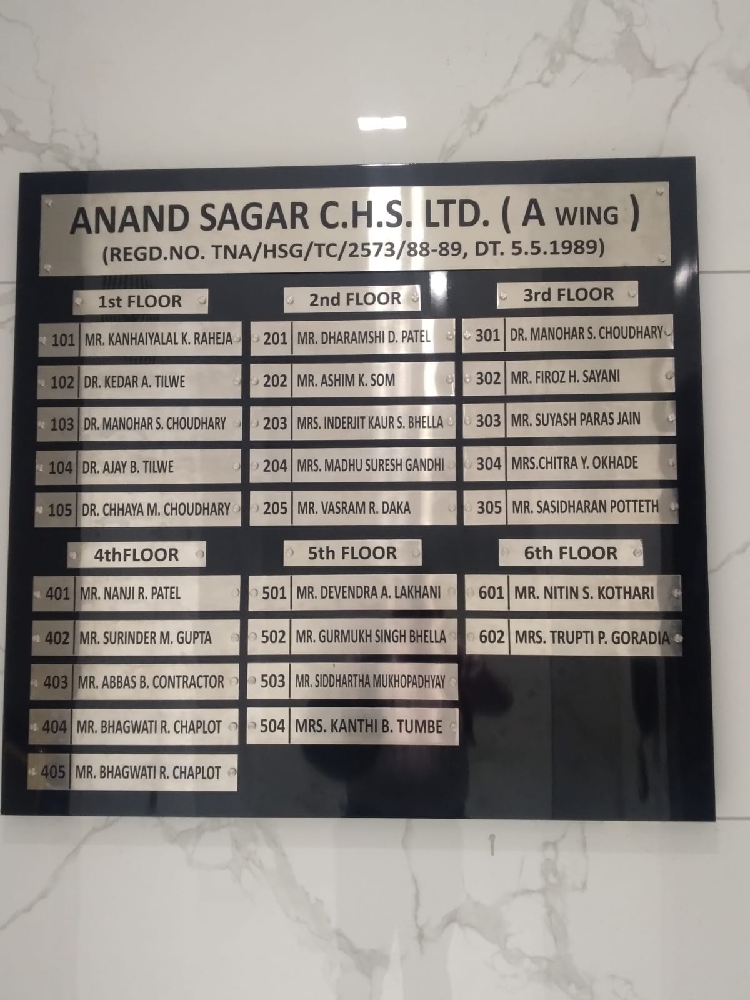 ANAND SAGAR C.H.S. LTD. ( A WING )
(REGD.NO. TNA/HSG/TC/2573/88-89, DT. 5.5.1989)
1st FLOOR
101 MR. KANHAIYALAL K. RAHEJA
102 DR. KEDAR A. TILWE
103 DR. MANOHAR S. CHOUDHARY
104 DR. AJAY B. TILWE
105 DR. CHHAYA M. CHOUDHARY
2nd FLOOR
201 MR. DHARAMSHI D. PATEL
202 MR. ASHIM K. SOM
203 MRS. INDERJIT KAUR S. BHELLA
204 MRS. MADHU SURESH GANDHI
205 MR. VASRAM R. DAKA
3rd FLOOR
301 DR. MANOHAR S. CHOUDHARY
302 MR. FIROZ H. SAYANI
303 MR. SUYASH PARAS JAIN
304 MRS.CHITRA Y. OKHADE
305 MR. SASIDHARAN POTTETH
4thFLOOR
401 MR. NANJI R. PATEL
402 MR. SURINDER M. GUPTA
403 MR. ABBAS B. CONTRACTOR
404 MR. BHAGWATI R. CHAPLOT
405 MR. BHAGWATI R. CHAPLOT
5th FLOOR
501 MR. DEVENDRA A. LAKHANI
502 MR. GURMUKH SINGH BHELLA
503 MR. SIDDHARTHA MUKHOPADHYAY
504 MRS. KANTHI B. TUMBE
6th FLOOR
601 MR. NITIN S. KOTHARI
602 MRS. TRUPTI P. GORADIA